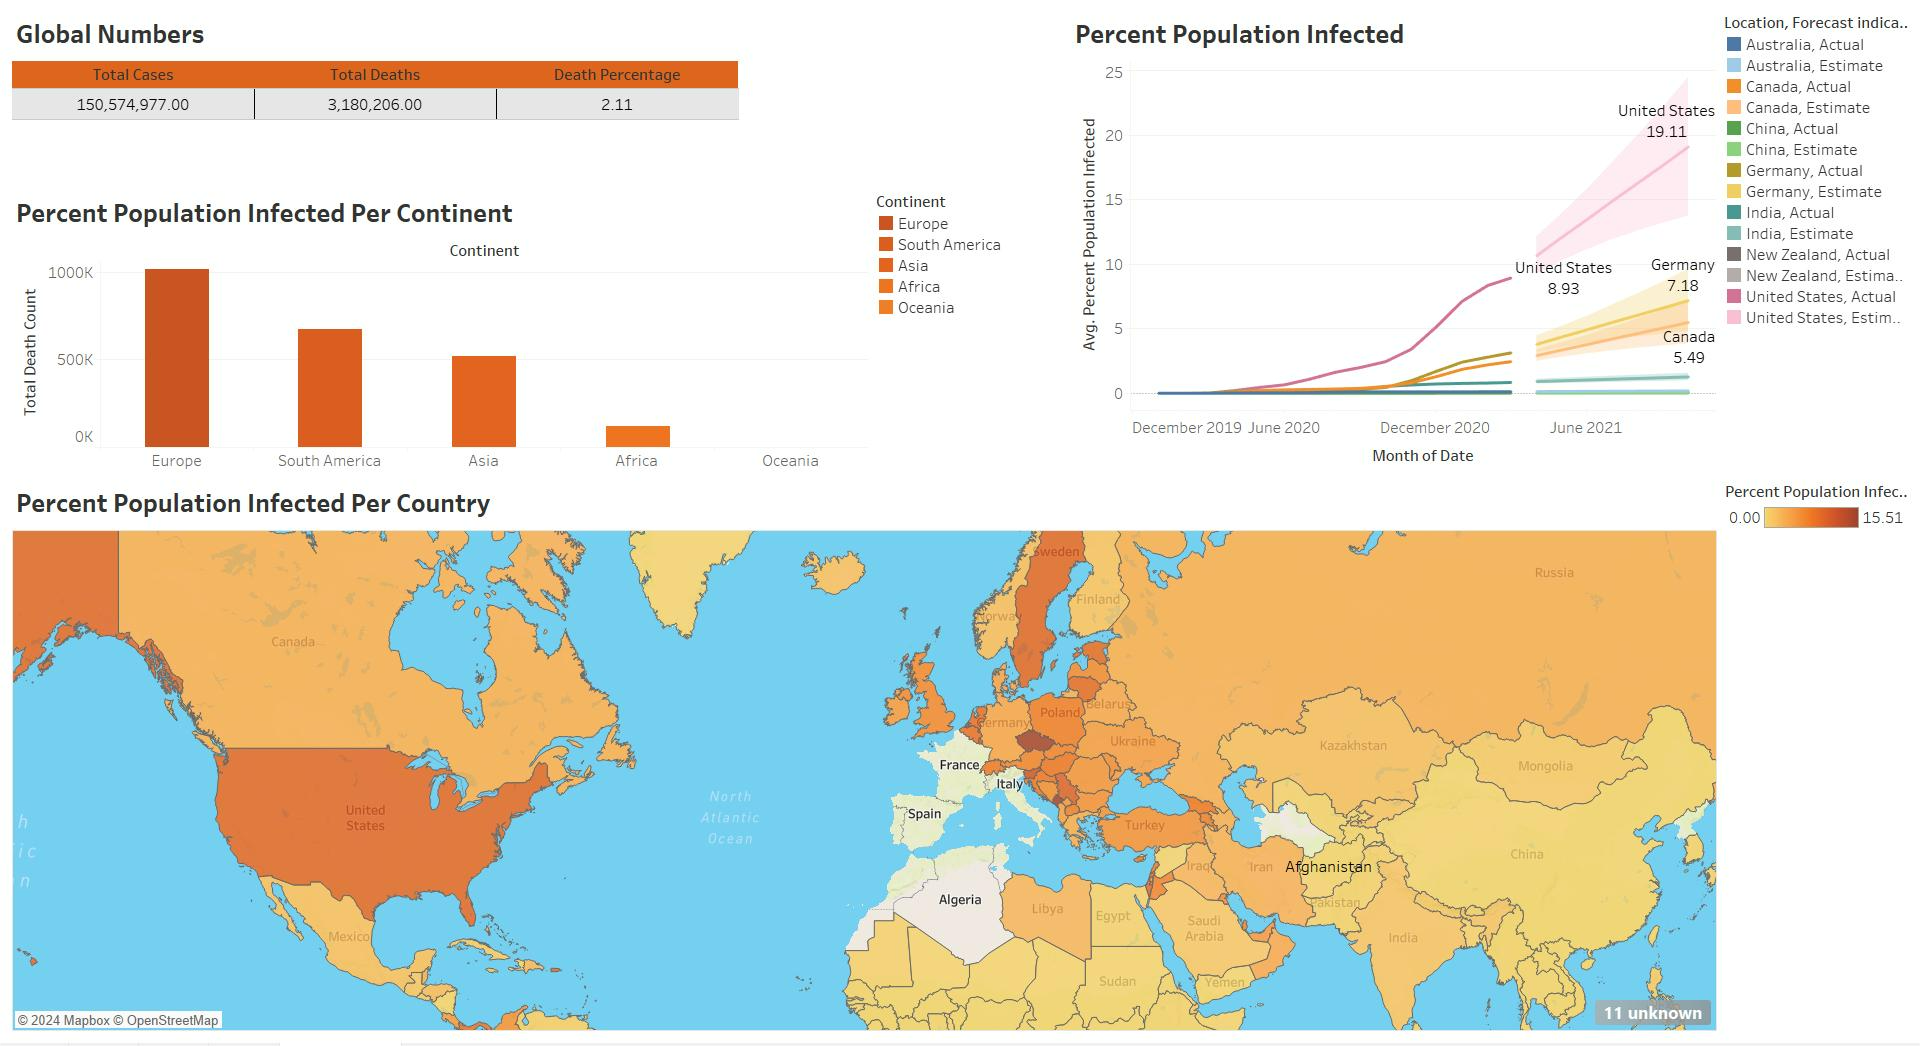 Global Numbers
Total Cases Total Deaths Death Percentage
150,574,977.00 3,180,206.00 2.11
Percent Population Infected Per Continent
Continent
Total Death Count
1000K
500K
0K
Europe South America Asia Africa Oceania
Continent
Europe
South America
Asia
Africa
Oceania
Percent Population Infected
Avg. Percent Population Infected
25
20
15
10
5
0
United States
19.11
United States
8.93
Germany
7.18
Canada
5.49
December 2019 June 2020 December 2020 June 2021
Month of Date
Location, Forecast indica..
Australia, Actual
Australia, Estimate
Canada, Actual
Canada, Estimate
China, Actual
China, Estimate
Germany, Actual
Germany, Estimate
India, Actual
India, Estimate
New Zealand, Actual
New Zealand, Estima..
United States, Actual
United States, Estim..
Percent Population Infected Per Country
Percent Population Infec..
0.00 15.51
Sweden
Russia
Finland
Norway
Canada
Belarus
Poland
Germany
Ukraine
Kazakhstan
France
Mongolia
Italy
North
Atlantic
Ocean
United
States
Spain
h
ic
n
Turkey
China
Iraq
Iran
Afghanistan
Algeria
Pakistan
Libya
Egypt
Saudi
Arabia
India
Mexico
Sudan
Yemen
© 2024 Mapbox © OpenStreetMap
11 unknown